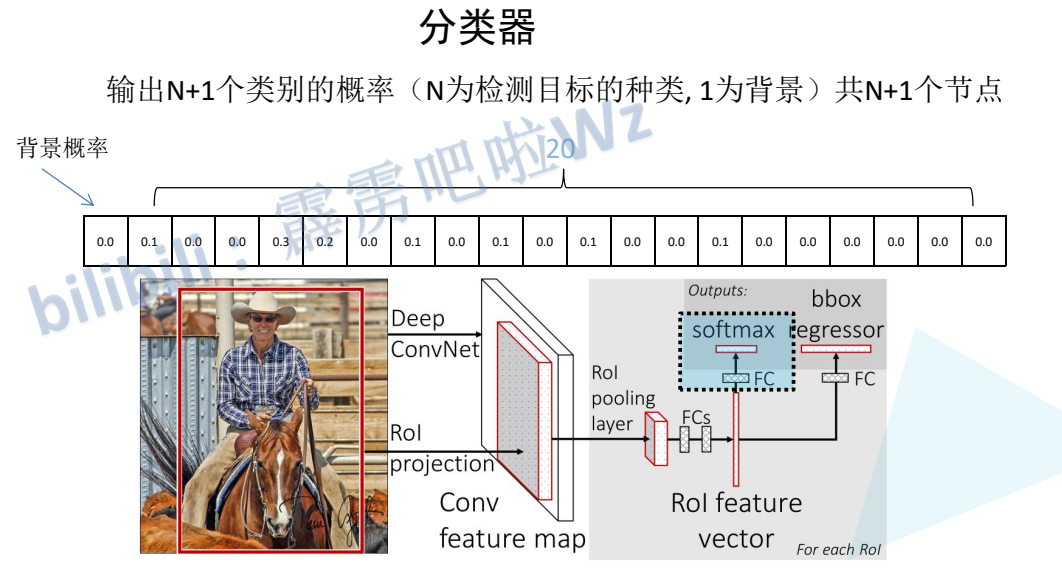 分类器
输出N+1个类别的概率（N为检测目标的种类, 1为背景）共N+1个节点
背景概率
20
0.0 0.1 0.0 0.0 0.3 0.2 0.0 0.1 0.0 0.1 0.0 0.1 0.0 0.0 0.1 0.0 0.0 0.0 0.0 0.0 0.0
bilibili：霹雳吧啦Wz
Deep
ConvNet
RoI
projection
Conv
feature map
RoI
pooling
layer
FCs
Outputs:
softmax
FC
bbox
regressor
FC
RoI feature
vector
For each RoI